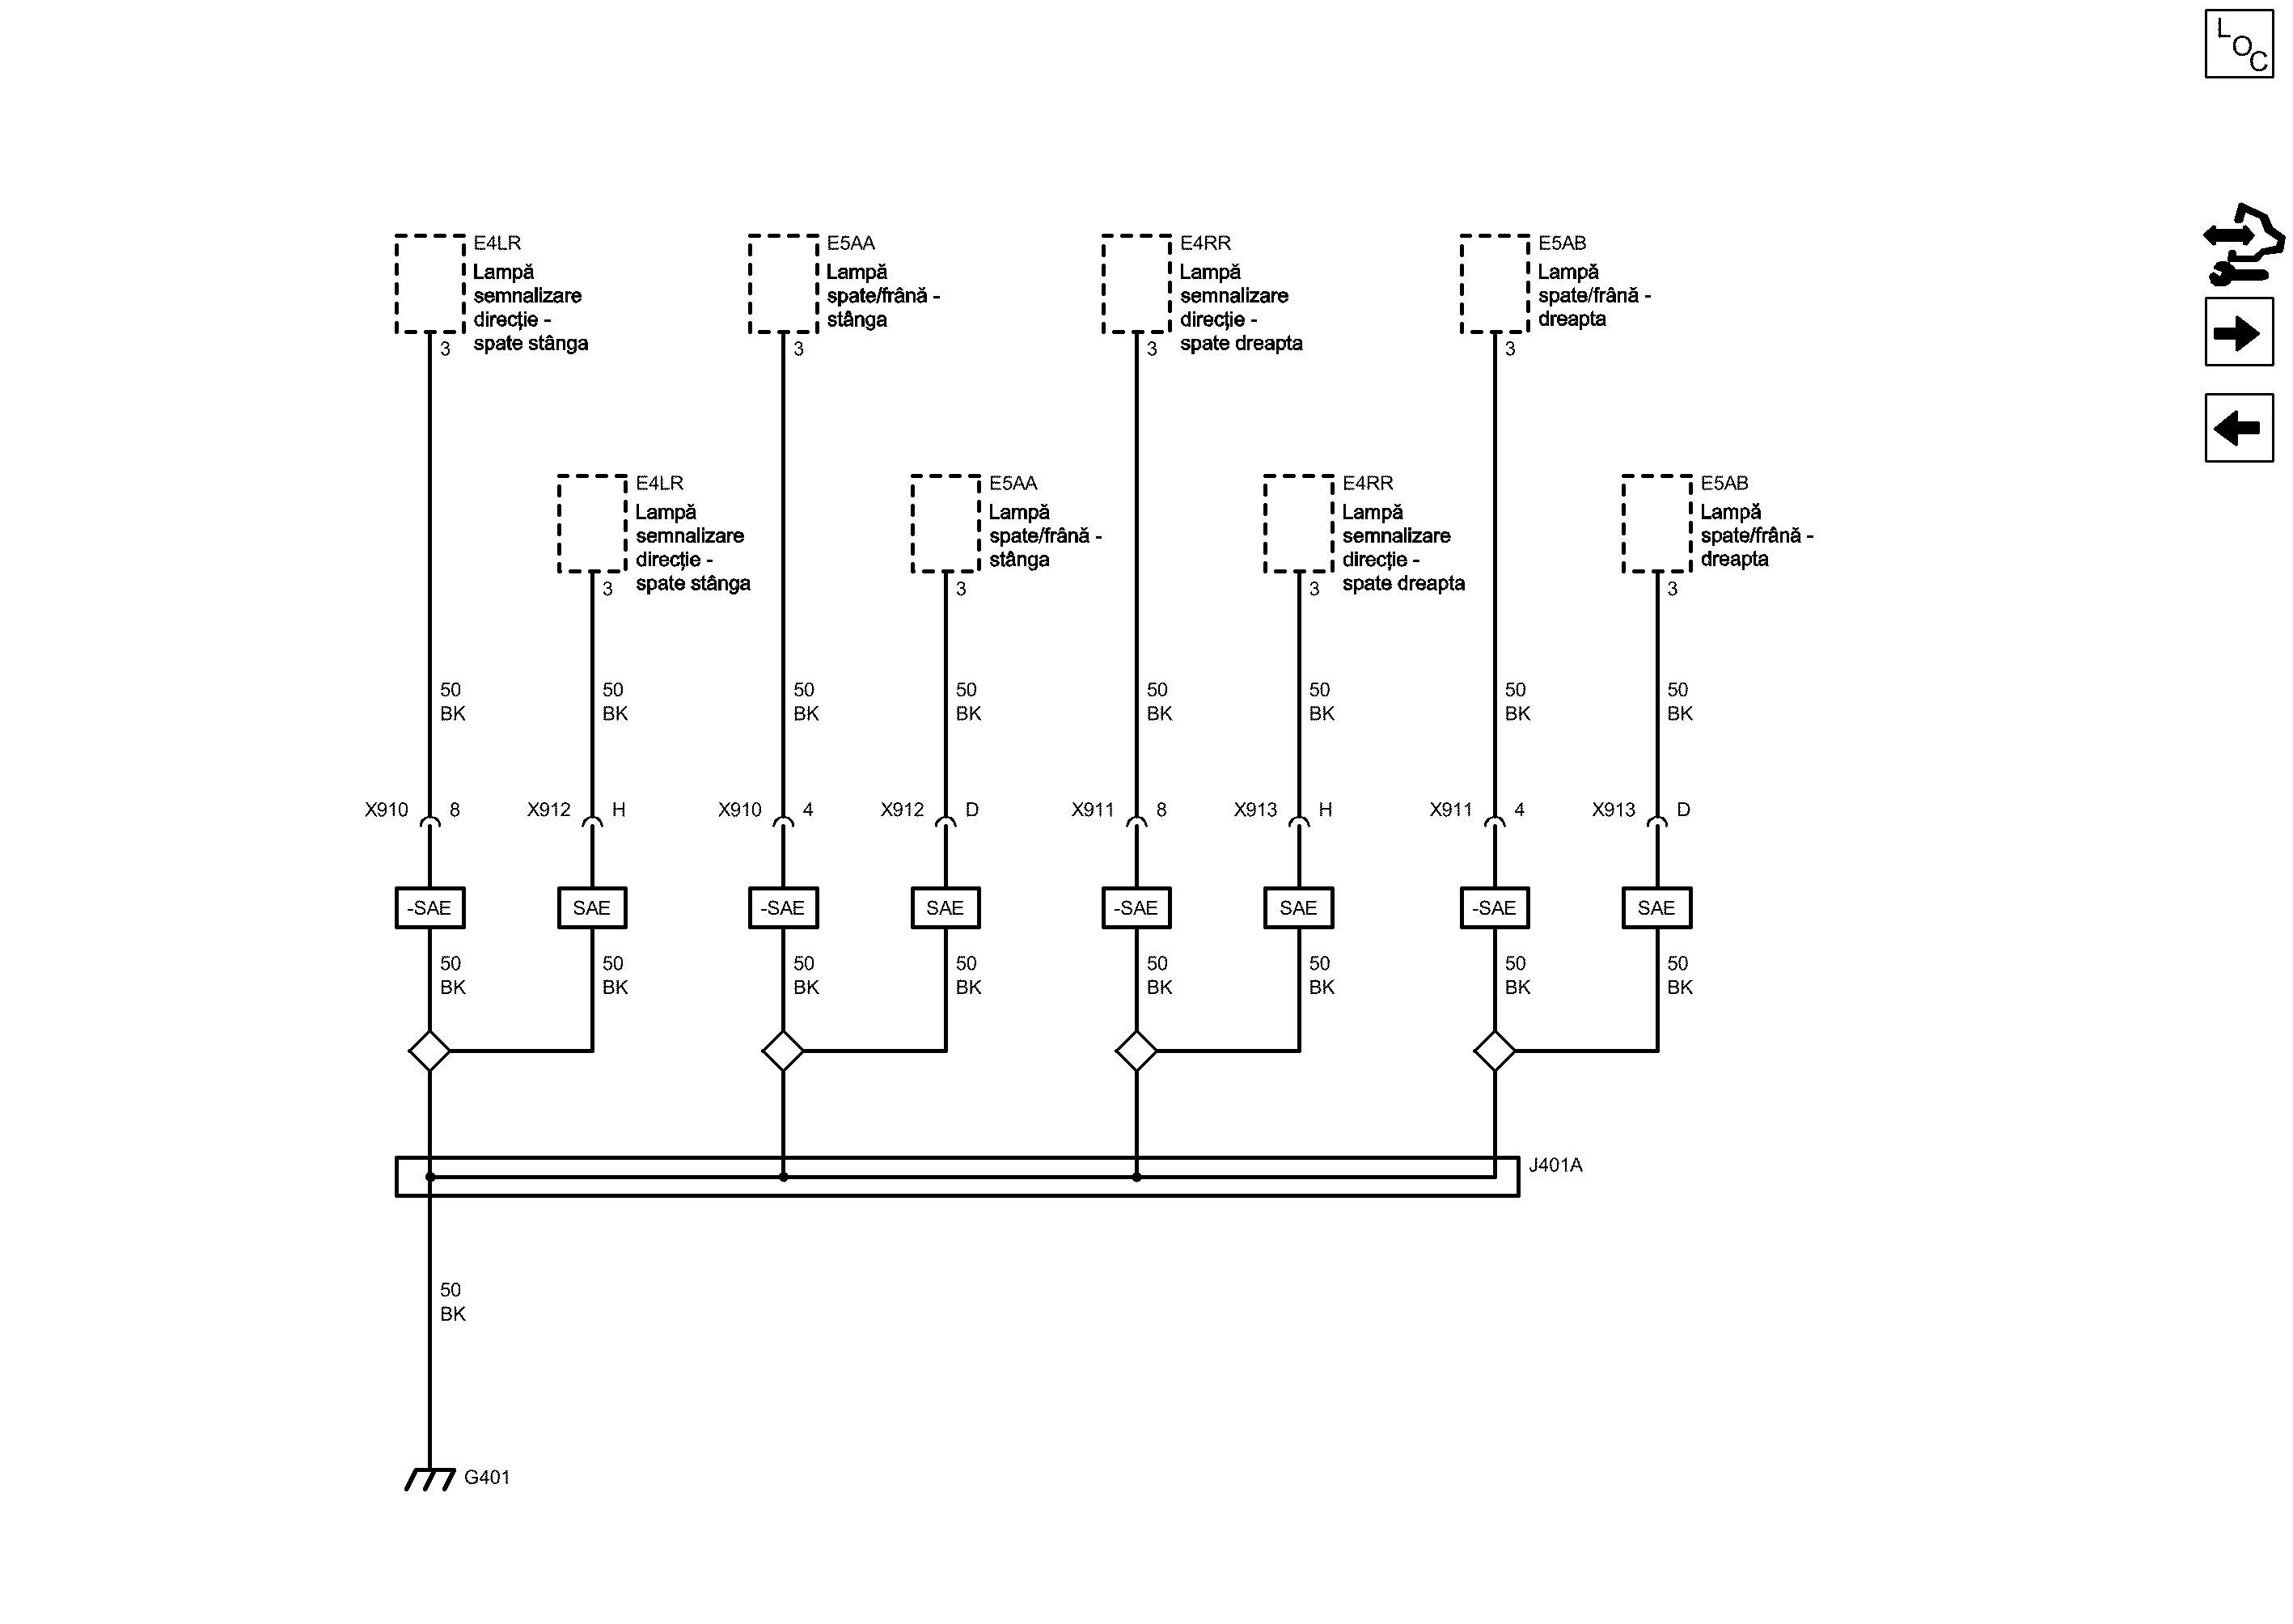 LOC
E4LR
Lampă
semnalizare
direcție -
spate stânga
3
E5AA
Lampă
spate/frână -
stânga
3
E4RR
Lampă
semnalizare
direcție -
spate dreapta
3
E5AB
Lampă
spate/frână -
dreapta
3
E4LR
Lampă
semnalizare
direcție -
spate stânga
3
E5AA
Lampă
spate/frână -
stânga
3
E4RR
Lampă
semnalizare
direcție -
spate dreapta
3
E5AB
Lampă
spate/frână -
dreapta
3
50 50 50 50 50 50 50 50
BK BK BK BK BK BK BK BK
X910 8 X912 H X910 4 X912 D X911 8 X913 H X911 4 X913 D
-SAE SAE -SAE SAE -SAE SAE -SAE SAE
50 50 50 50 50 50 50 50
BK BK BK BK BK BK BK BK
J401A
50
BK
G401